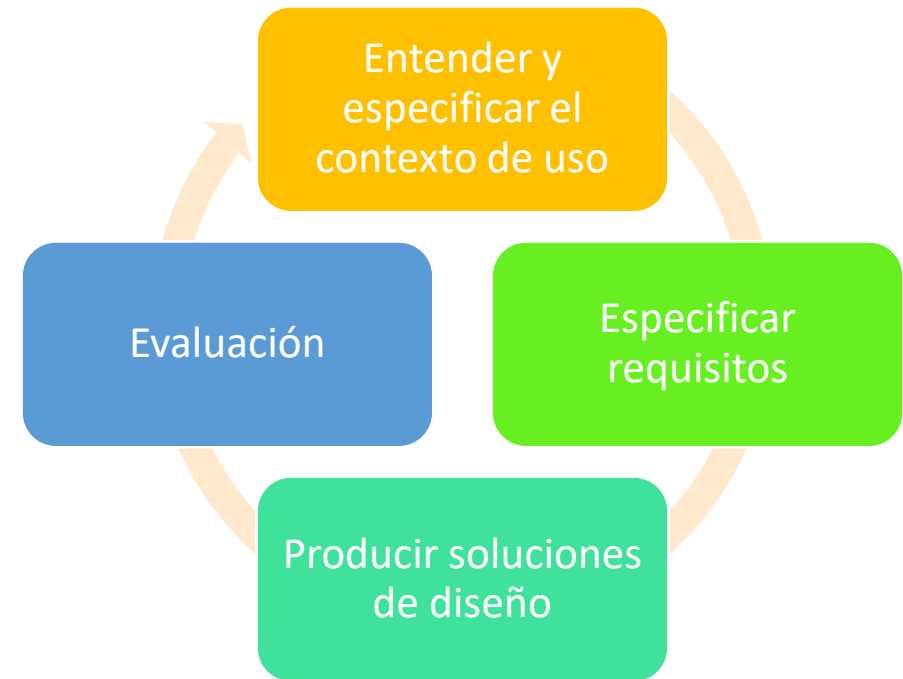 Entender y
especificar el
contexto de uso
Especificar
requisitos
Producir soluciones
de diseño
Evaluación